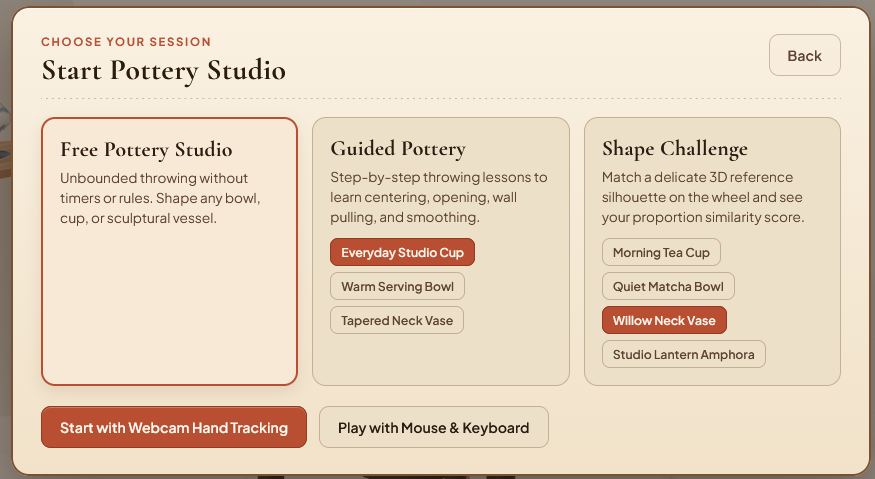 CHOOSE YOUR SESSION
Start Pottery Studio
Back
Free Pottery Studio
Unbounded throwing without
timers or rules. Shape any bowl,
cup, or sculptural vessel.
Guided Pottery
Step-by-step throwing lessons to
learn centering, opening, wall
pulling, and smoothing.
Everyday Studio Cup
Warm Serving Bowl
Tapered Neck Vase
Shape Challenge
Match a delicate 3D reference
silhouette on the wheel and see
your proportion similarity score.
Morning Tea Cup
Quiet Matcha Bowl
Willow Neck Vase
Studio Lantern Amphora
Start with Webcam Hand Tracking
Play with Mouse & Keyboard